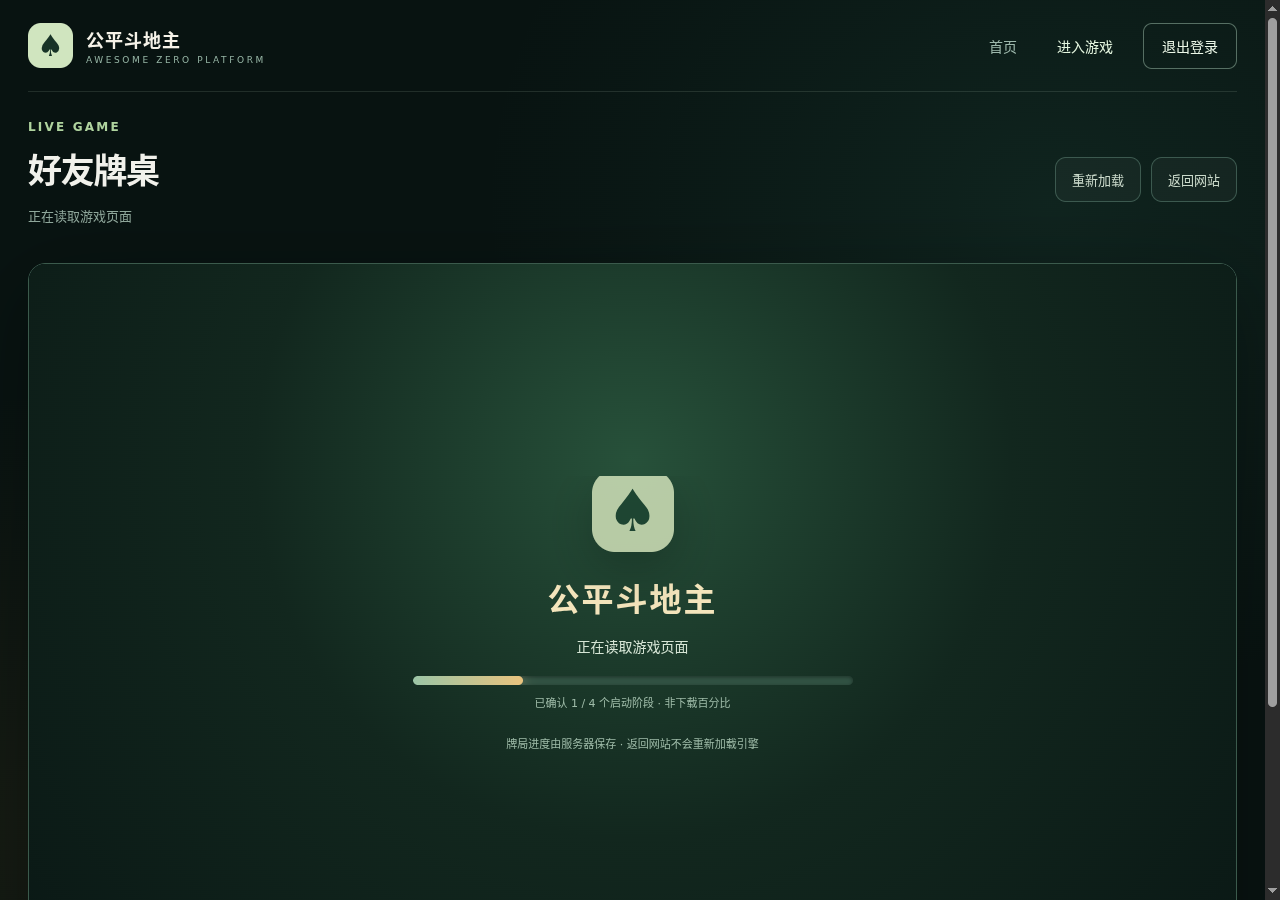 公平斗地主
AWESOME ZERO PLATFORM
首页
进入游戏
退出登录
LIVE GAME
好友牌桌
正在读取游戏页面
重新加载
返回网站
公平斗地主
正在读取游戏页面
已确认 1 / 4 个启动阶段 · 非下载百分比
牌局进度由服务器保存 · 返回网站不会重新加载引擎